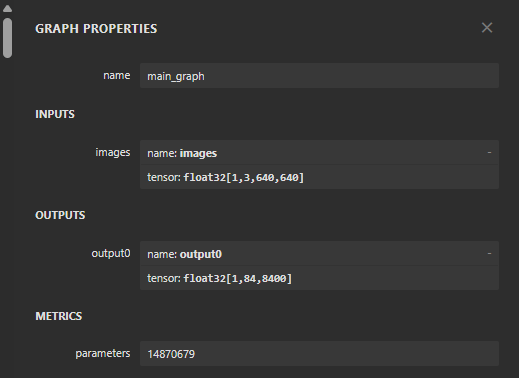 GRAPH PROPERTIES
name main_graph
INPUTS
images name: images -
tensor: float32[1,3,640,640]
OUTPUTS
output0 name: output0 -
tensor: float32[1,84,8400]
METRICS
parameters 14870679